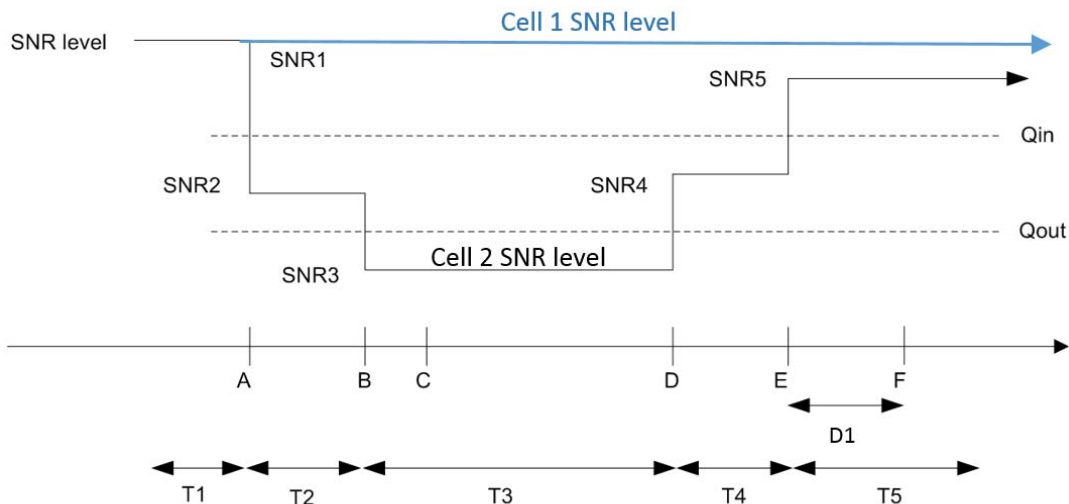 Cell 1 SNR level
SNR level
SNR1
SNR5
Qin
SNR2
SNR4
Qout
Cell 2 SNR level
SNR3
A B C D E F
D1
T1 T2 T3 T4 T5